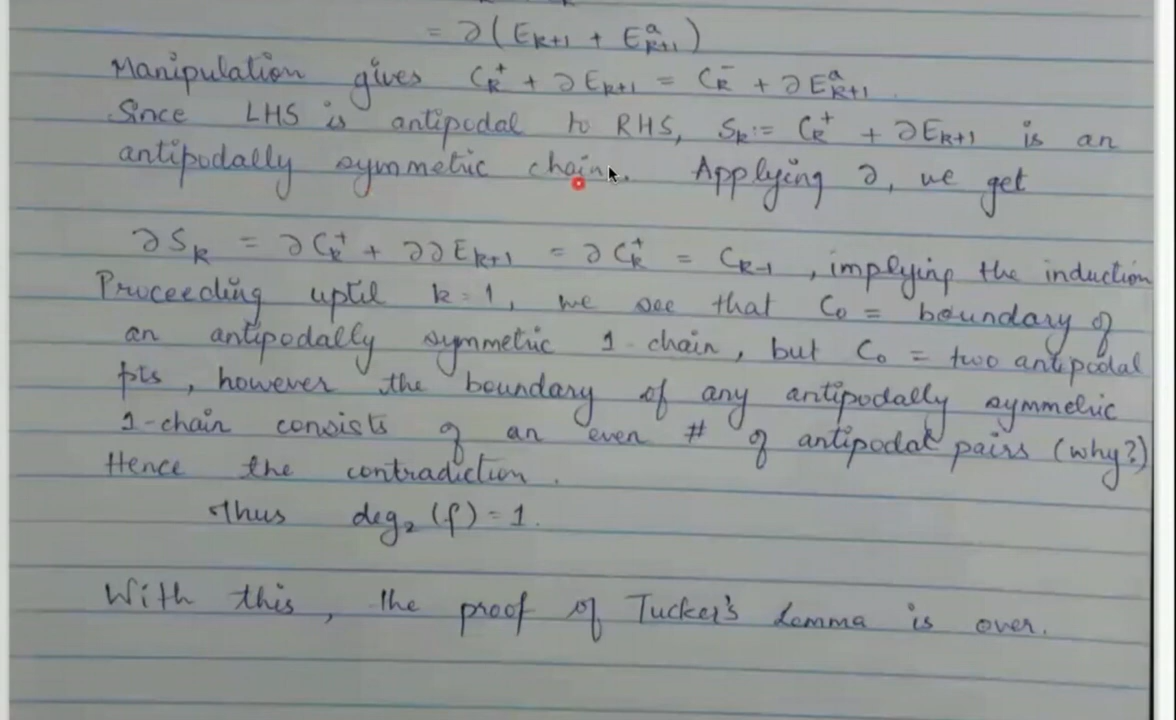 = ∂(E_{k+1} + E^a_{k+1})
Manipulation gives C_k^+ + ∂E_{k+1} = C_k^- + ∂E^a_{k+1}.
Since LHS is antipodal to RHS, S_k := C_k^+ + ∂E_{k+1} is an
antipodally symmetric chain. Applying ∂, we get
∂S_k = ∂C_k^+ + ∂∂E_{k+1} = ∂C_k^+ = C_{k-1}, implying the induction
Proceeding uptil k=1, we see that C_0 = boundary of
an antipodally symmetric 1-chain, but C_0 = two antipodal
pts, however the boundary of any antipodally symmetric
1-chain consists of an even # of antipodal pairs (why?)
Hence the contradiction.
Thus deg_2(f) = 1.
With this, the proof of Tucker's Lemma is over.